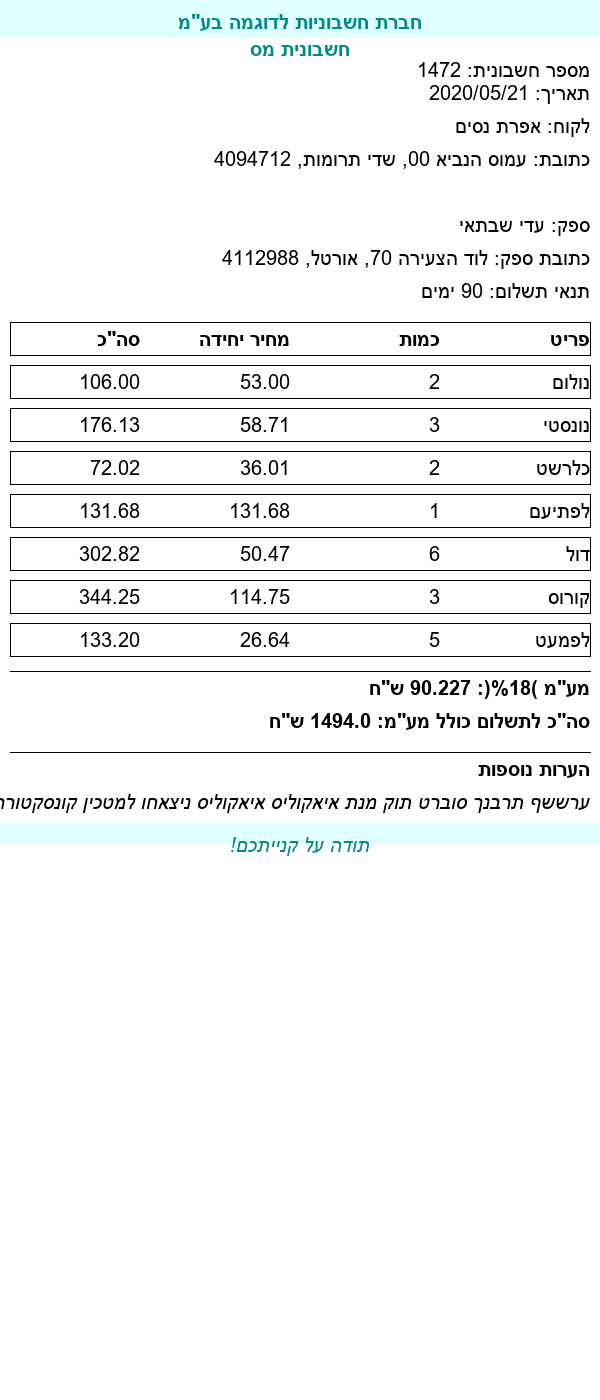 חברת חשבוניות לדוגמה בע"מ
חשבונית מס
מספר חשבונית: 1472
תאריך: 2020/05/21
לקוח: אפרת נסים
כתובת: עמוס הנביא 00, שדי תרומות, 4094712
ספק: עדי שבתאי
כתובת ספק: לוד הצעירה 70, אורטל, 4112988
תנאי תשלום: 90 ימים
פריט כמות מחיר יחידה סה"כ
נולום 2 53.00 106.00
נונסטי 3 58.71 176.13
כלרשט 2 36.01 72.02
לפתיעם 1 131.68 131.68
דול 6 50.47 302.82
קורוס 3 114.75 344.25
לפמעט 5 26.64 133.20
מע"מ )18%(: 90.227 ש"ח
סה"כ לתשלום כולל מע"מ: 1494.0 ש"ח
הערות נוספות
ערששף תרבנך סוברט תוק מנת איאקוליס איאקוליס ניצאחו למטכין קונסקטורר
תודה על קנייתכם!